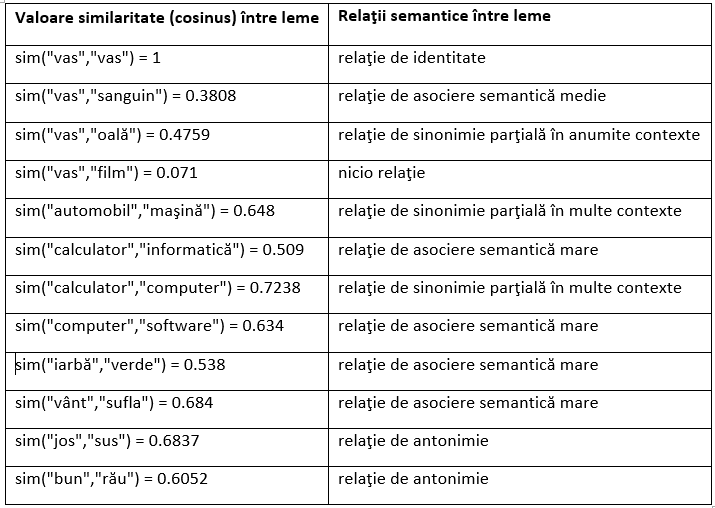 Valoare similaritate (cosinus) între leme Relaţii semantice între leme
sim("vas","vas") = 1 relaţie de identitate
sim("vas","sanguin") = 0.3808 relaţie de asociere semantică medie
sim("vas","oală") = 0.4759 relaţie de sinonimie parţială în anumite contexte
sim("vas","film") = 0.071 nicio relaţie
sim("automobil","maşină") = 0.648 relaţie de sinonimie parţială în multe contexte
sim("calculator","informatică") = 0.509 relaţie de asociere semantică mare
sim("calculator","computer") = 0.7238 relaţie de sinonimie parţială în multe contexte
sim("computer","software") = 0.634 relaţie de asociere semantică mare
sim("iarbă","verde") = 0.538 relaţie de asociere semantică mare
sim("vânt","sufla") = 0.684 relaţie de asociere semantică mare
sim("jos","sus") = 0.6837 relaţie de antonimie
sim("bun","rău") = 0.6052 relaţie de antonimie